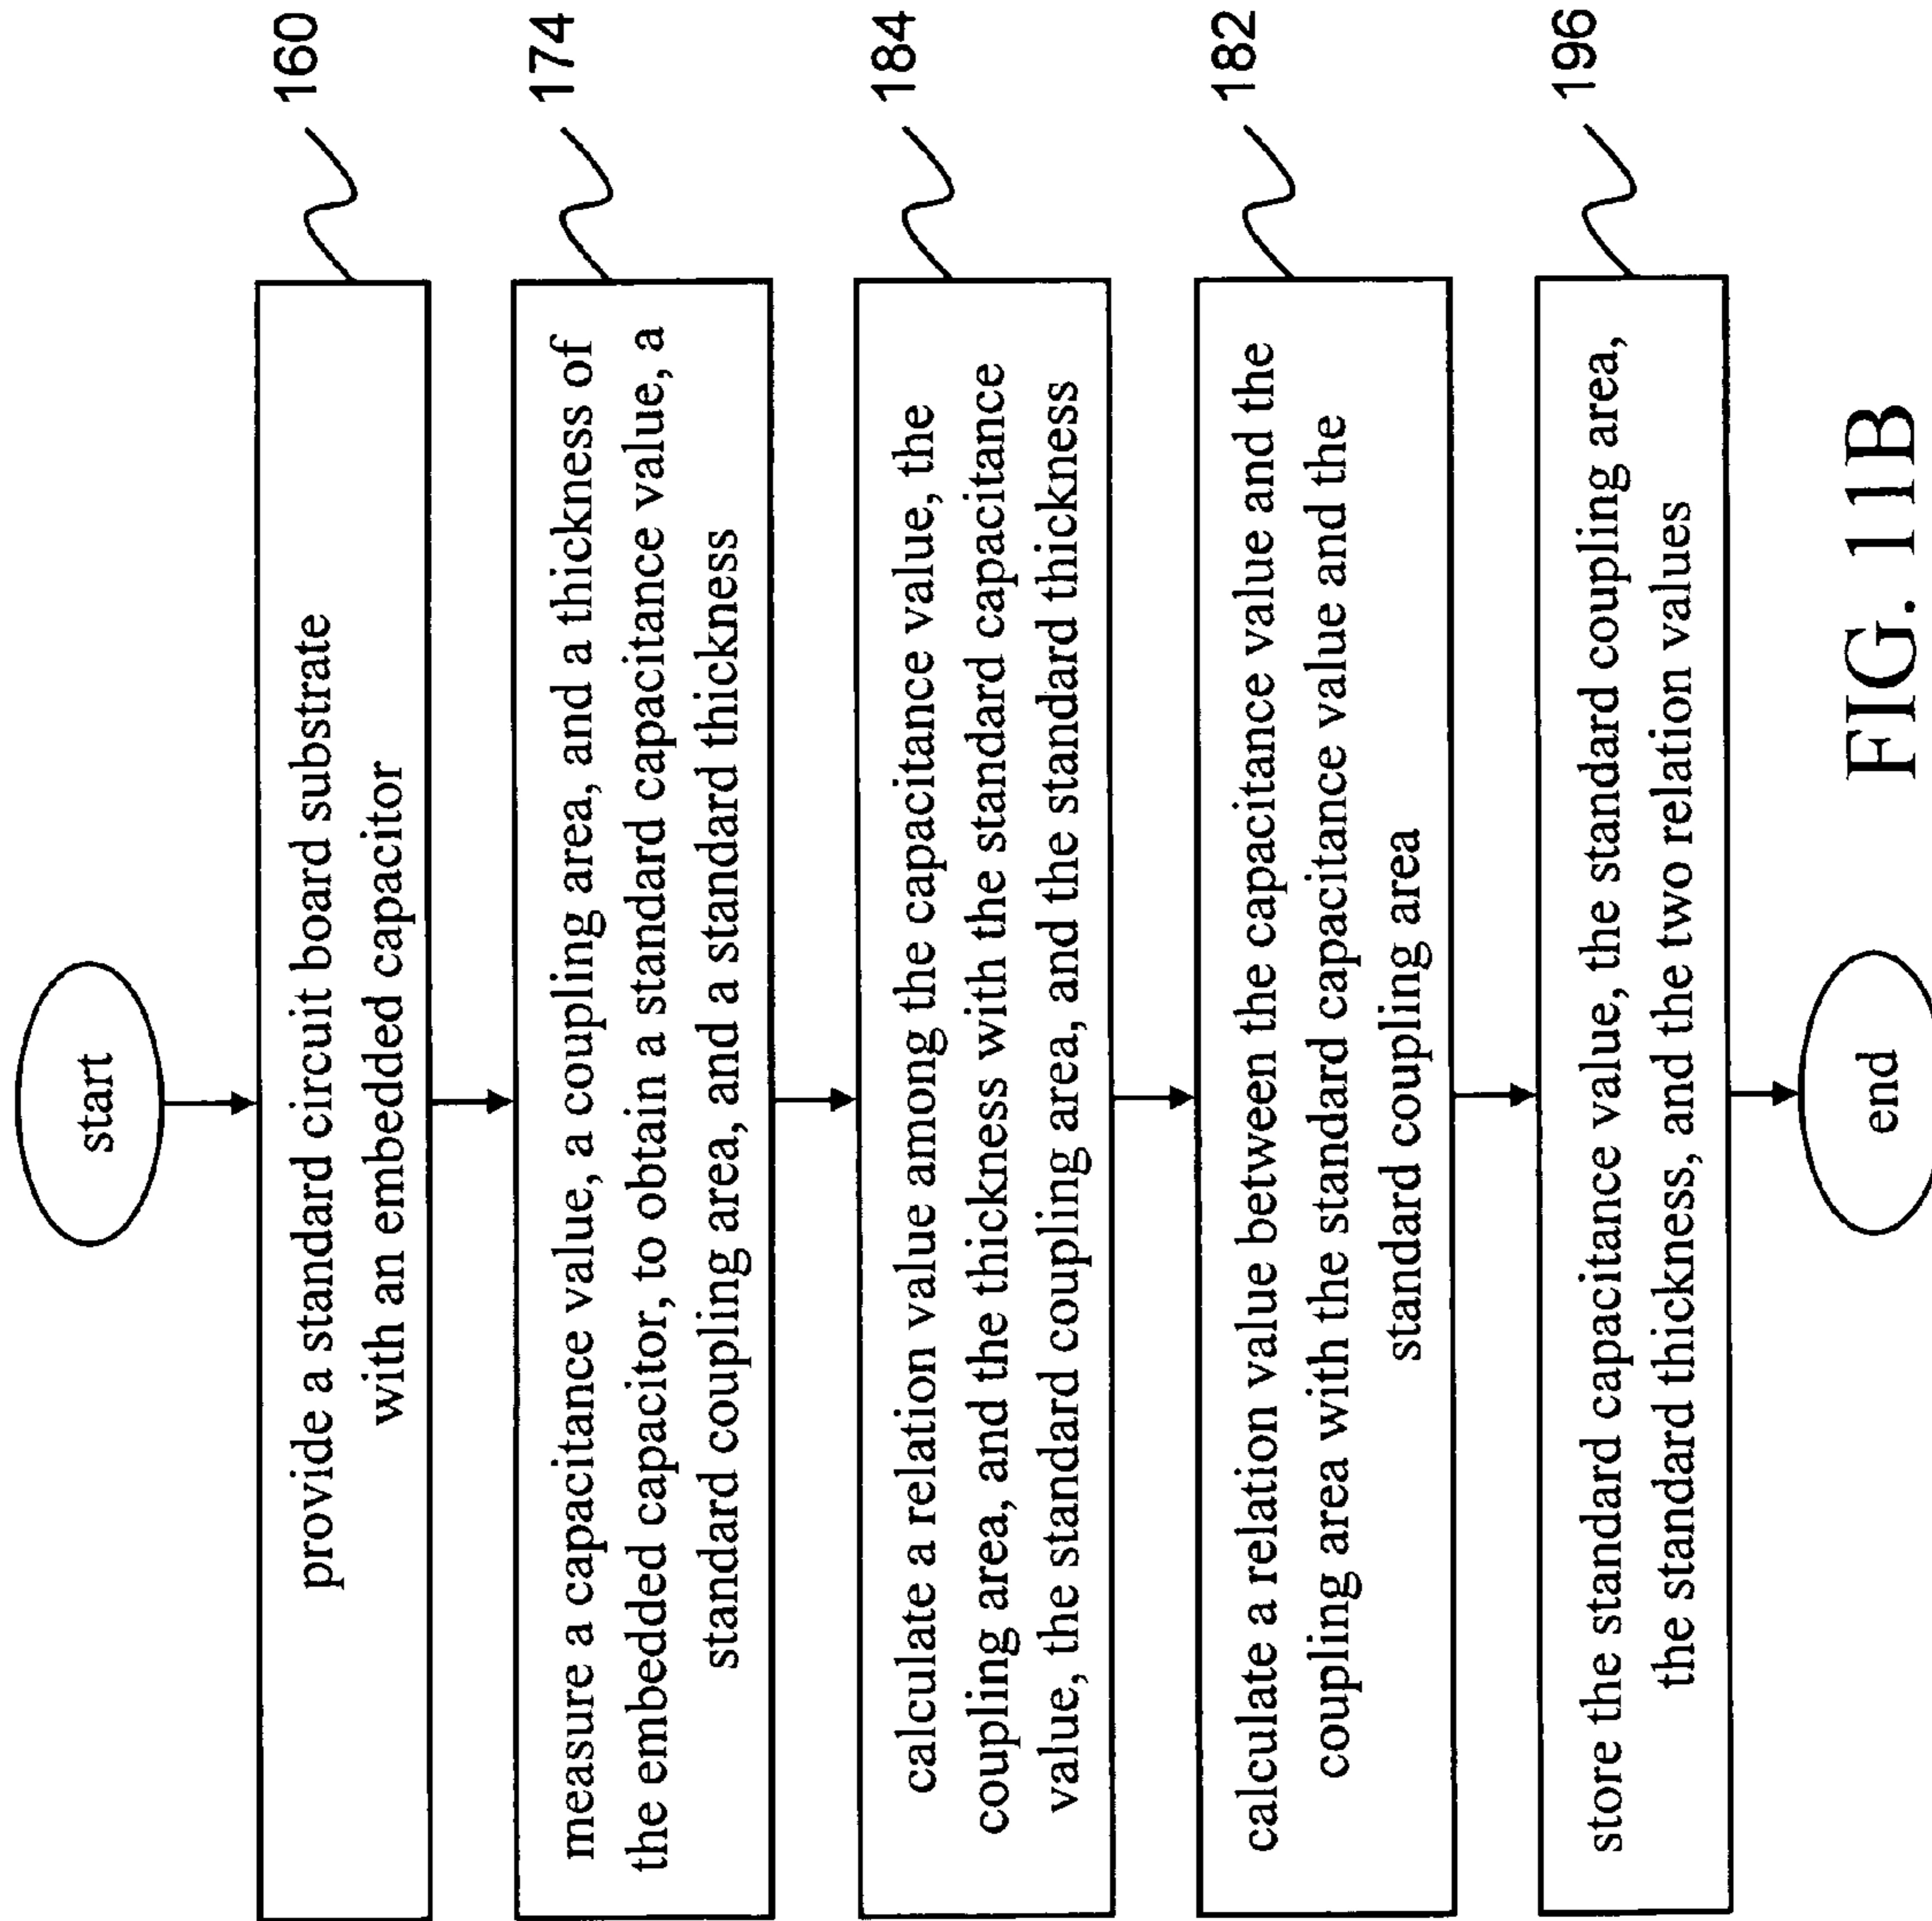 start
provide a standard circuit board substrate
with an embedded capacitor
160
measure a capacitance value, a coupling area, and a thickness of
the embedded capacitor, to obtain a standard capacitance value, a
standard coupling area, and a standard thickness
174
calculate a relation value among the capacitance value, the
coupling area, and the thickness with the standard capacitance
value, the standard coupling area, and the standard thickness
184
calculate a relation value between the capacitance value and the
coupling area with the standard capacitance value and the
standard coupling area
182
store the standard capacitance value, the standard coupling area,
the standard thickness, and the two relation values
196
end
FIG. 11B